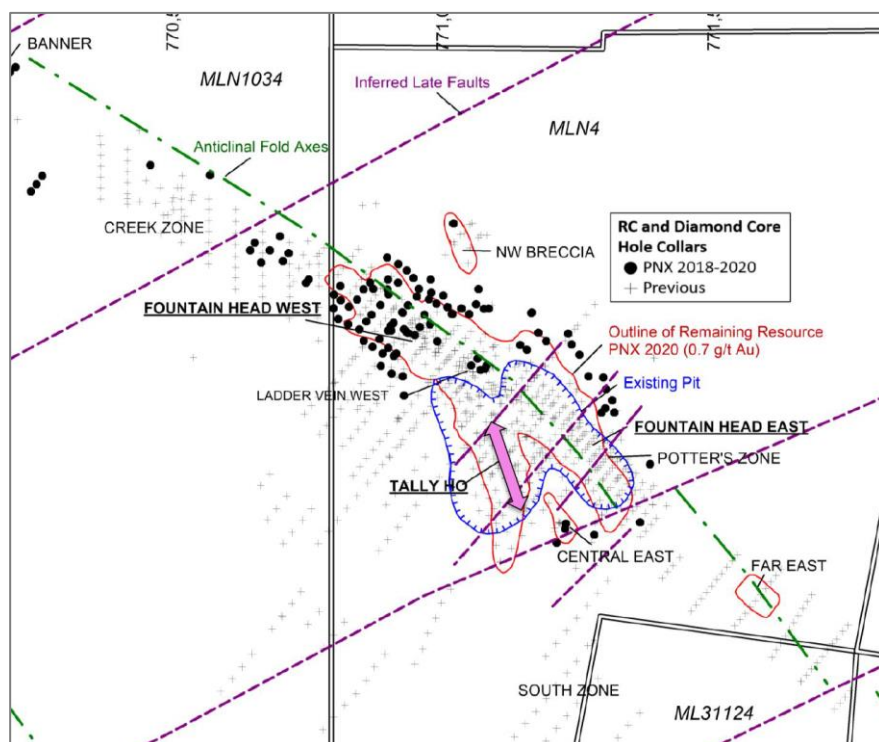 770,5
771,0
771,5
BANNER
MLN1034
Inferred Late Faults
MLN4
Anticlinal Fold Axes
CREEK ZONE
NW BRECCIA
RC and Diamond Core
Hole Collars
PNX 2018-2020
Previous
FOUNTAIN HEAD WEST
Outline of Remaining Resource
PNX 2020 (0.7 g/t Au)
LADDER VEIN WEST
Existing Pit
FOUNTAIN HEAD EAST
POTTER'S ZONE
TALLY HO
CENTRAL EAST
FAR EAST
SOUTH ZONE
ML31124